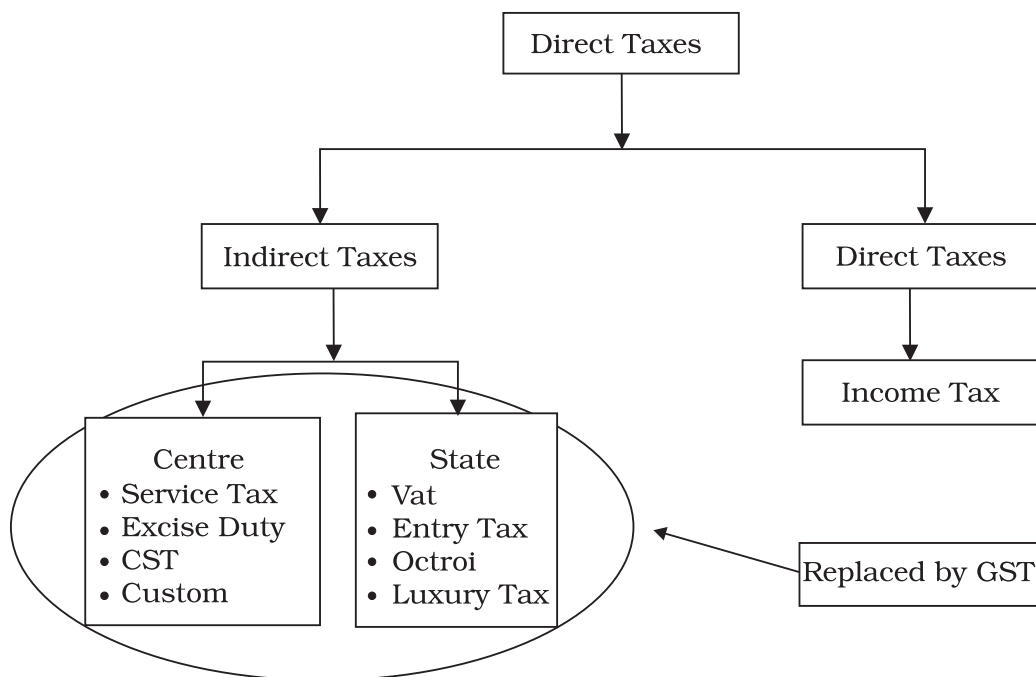 Direct Taxes
Indirect Taxes
Direct Taxes
Income Tax
Centre
• Service Tax
• Excise Duty
• CST
• Custom
State
• Vat
• Entry Tax
• Octroi
• Luxury Tax
Replaced by GST